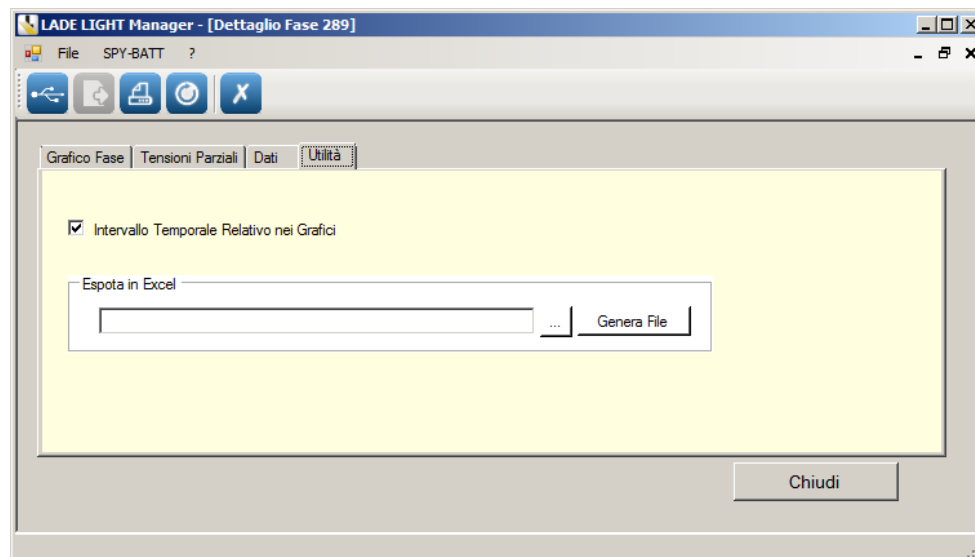 LADE LIGHT Manager - [Dettaglio Fase 289]
File SPY-BATT ?
Grafico Fase Tensioni Parziali Dati Utilità
Intervallo Temporale Relativo nei Grafici
Espota in Excel
... Genera File
Chiudi